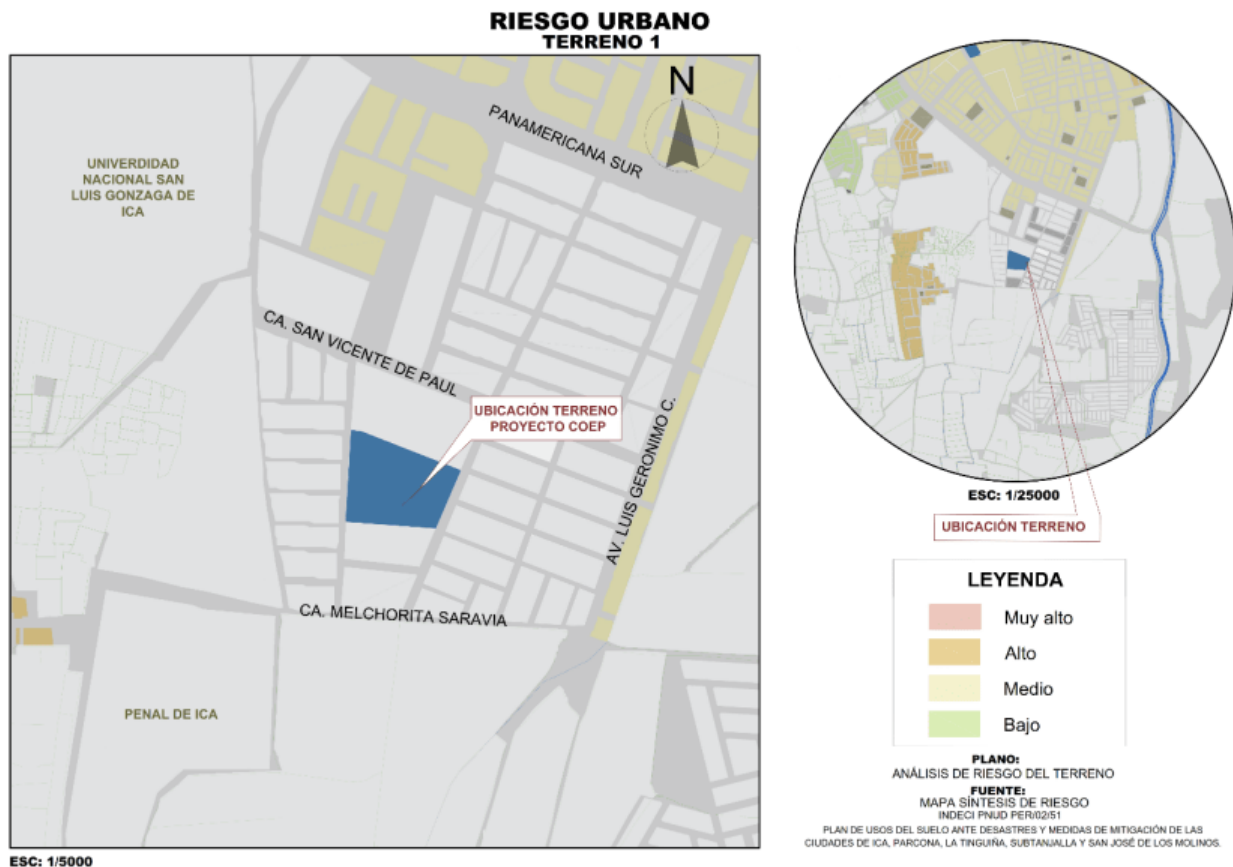 RIESGO URBANO
TERRENO 1
N
PANAMERICANA SUR
UNIVERDIDAD
NACIONAL SAN
LUIS GONZAGA DE
ICA
CA. SAN VICENTE DE PAUL
UBICACIÓN TERRENO
PROYECTO COEP
AV. LUIS GERONIMO C.
CA. MELCHORITA SARAVIA
PENAL DE ICA
ESC: 1/5000
ESC: 1/25000
UBICACIÓN TERRENO
LEYENDA
Muy alto
Alto
Medio
Bajo
PLANO:
ANÁLISIS DE RIESGO DEL TERRENO
FUENTE:
MAPA SÍNTESIS DE RIESGO
INDECI PNUD PER/02/51
PLAN DE USOS DEL SUELO ANTE DESASTRES Y MEDIDAS DE MITIGACIÓN DE LAS
CIUDADES DE ICA, PARCONA, LA TINGUIÑA, SUBTANJALLA Y SAN JOSÉ DE LOS MOLINOS.